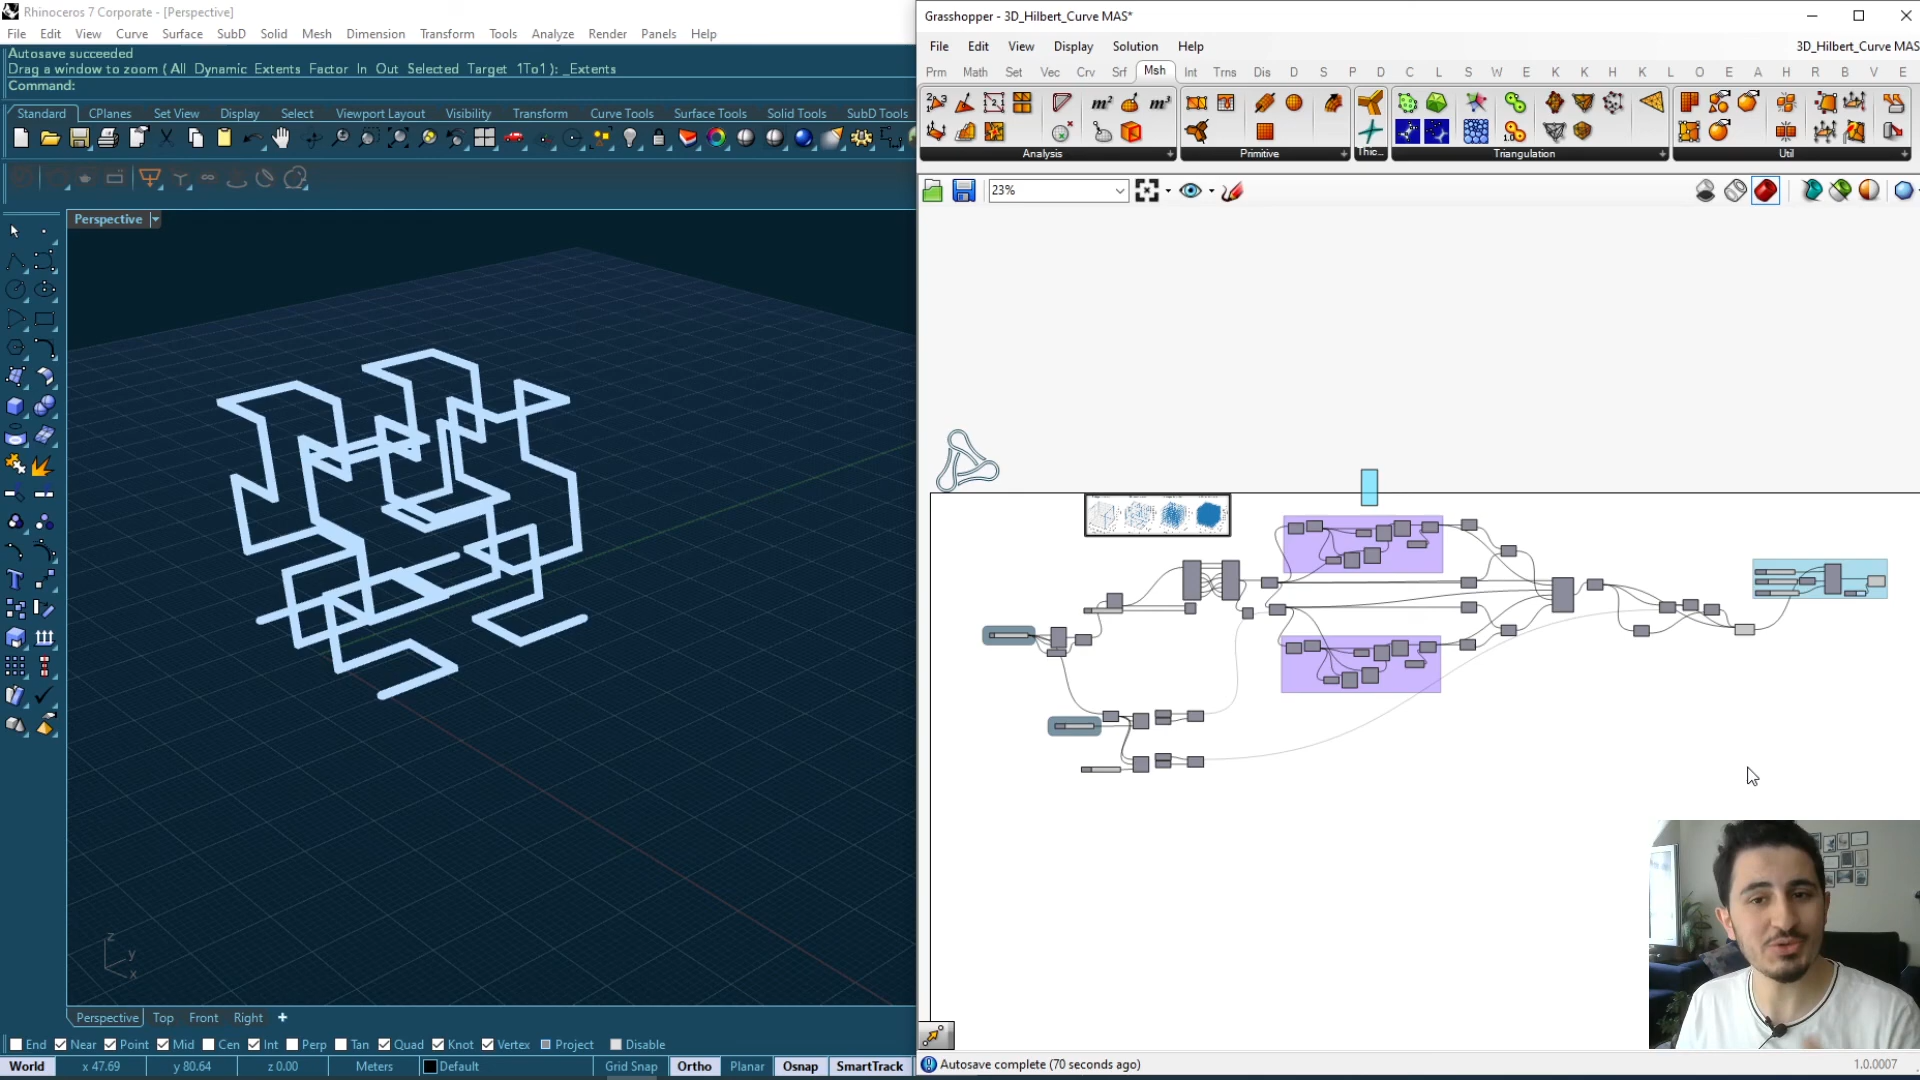 Rhinoceros 7 Corporate - [Perspective]
File Edit View Curve Surface SubD Solid Mesh Dimension Transform Tools Analyze Render Panels Help
Autosave succeeded
Drag a window to zoom ( All Dynamic Extents Factor In Out Selected Target 1To1 ): _Extents
Command:
Standard CPlanes Set View Display Select Viewport Layout Visibility Transform Curve Tools Surface Tools Solid Tools SubD Tools
Perspective
z
y
x
Perspective Top Front Right
End Near Point Mid Cen Int Perp Tan Quad Knot Vertex Project Disable
World x 47.69 y 80.64 z 0.00 Meters Default Grid Snap Ortho Planar Osnap SmartTrack
Grasshopper - 3D_Hilbert_Curve MAS*
File Edit View Display Solution Help
3D_Hilbert_Curve MAS
Prm Math Set Vec Crv Srf Msh Int Trns Dis D S P D C L S W E K K H K L O E A H R B V E
Analysis Primitive Thic... Triangulation Util
23%
Autosave complete (70 seconds ago)
1.0.0007